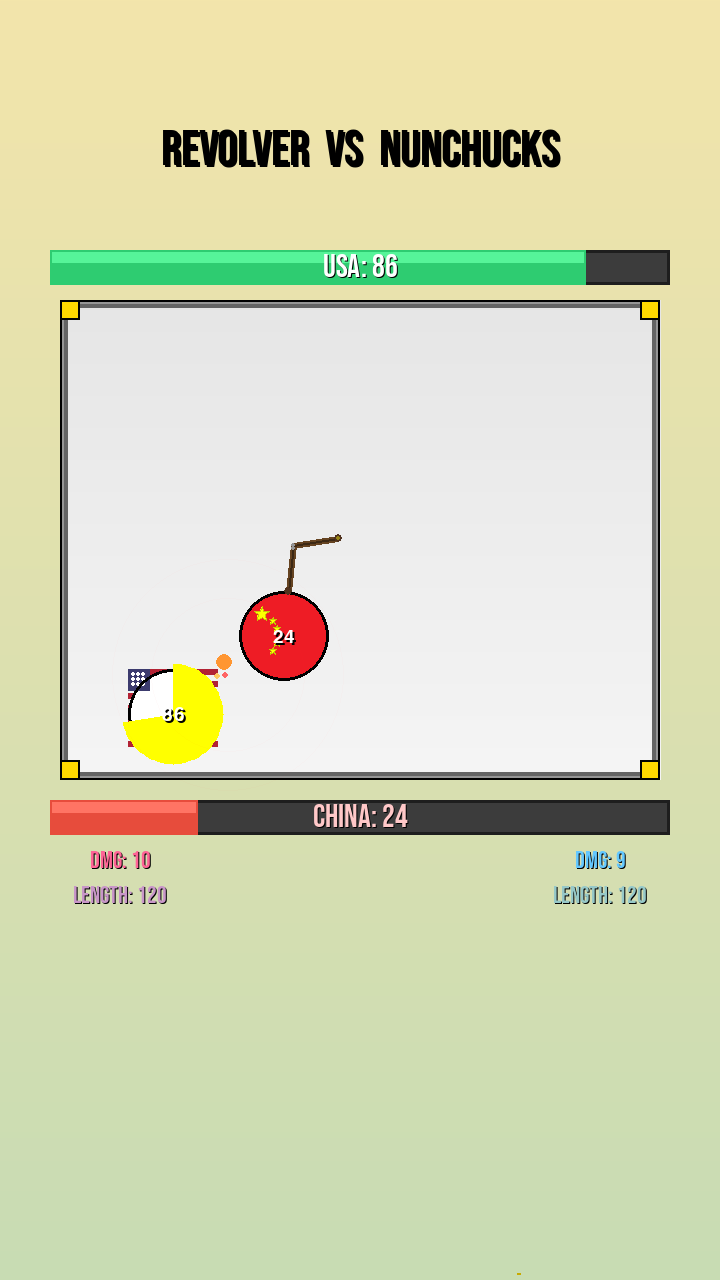 REVOLVER VS NUNCHUCKS
USA: 86
24
86
CHINA: 24
DMG: 10
DMG: 9
LENGTH: 120
LENGTH: 120